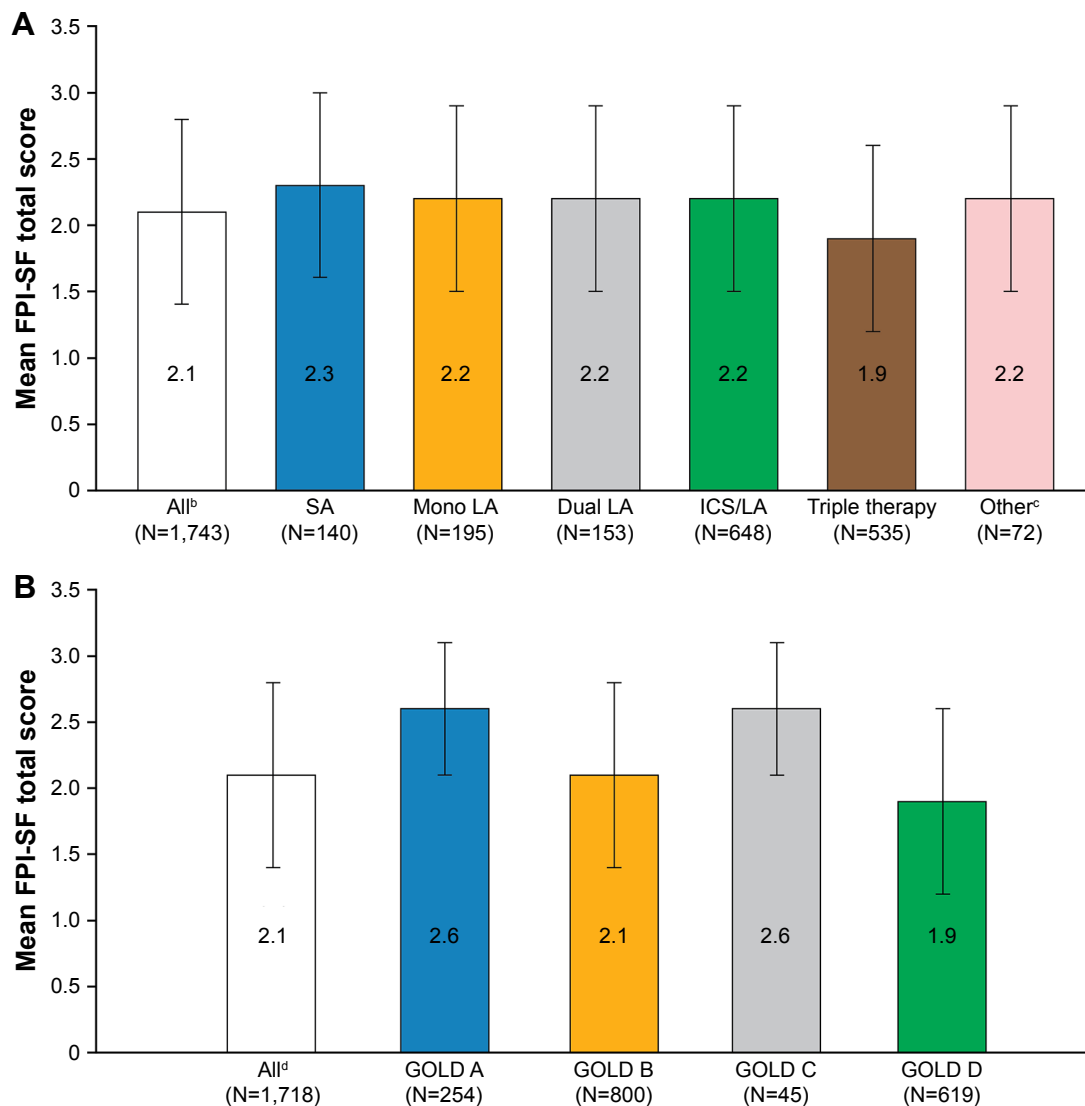 A
Mean FPI-SF total score
3.5
3.0
2.5
2.0
1.5
1.0
0.5
0
2.1 2.3 2.2 2.2 2.2 1.9 2.2
Allᵇ SA Mono LA Dual LA ICS/LA Triple therapy Otherᶜ
(N=1,743) (N=140) (N=195) (N=153) (N=648) (N=535) (N=72)
B
Mean FPI-SF total score
3.5
3.0
2.5
2.0
1.5
1.0
0.5
0
2.1 2.6 2.1 2.6 1.9
Allᵈ GOLD A GOLD B GOLD C GOLD D
(N=1,718) (N=254) (N=800) (N=45) (N=619)